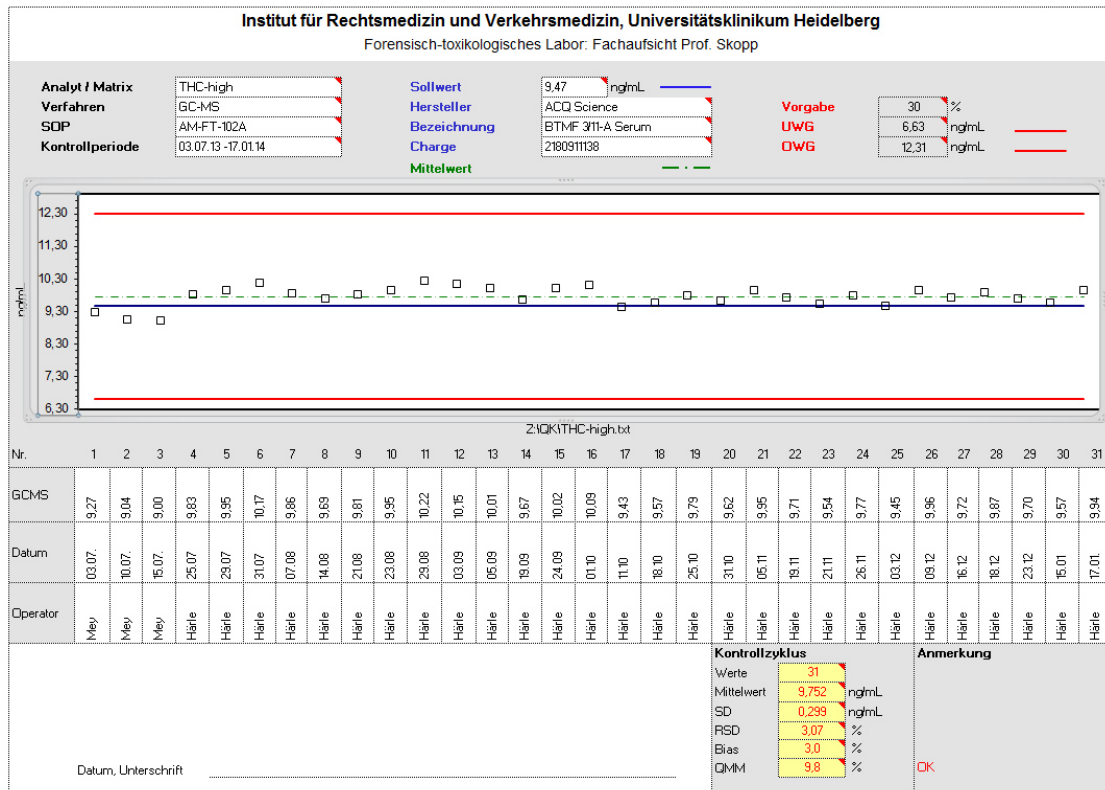 Institut für Rechtsmedizin und Verkehrsmedizin, Universitätsklinikum Heidelberg
Forensisch-toxikologisches Labor: Fachaufsicht Prof. Skopp
Analyt / Matrix THC-high Sollwert 9,47 ng/mL
Verfahren GC-MS Hersteller ACQ Science Vorgabe 30 %
SOP AM-FT-102A Bezeichnung BTMF 3/11-A Serum UWG 6,63 ng/mL
Kontrollperiode 03.07.13 -17.01.14 Charge 2180911138 OWG 12,31 ng/mL
Mittelwert
12,30
11,30
10,30
9,30
8,30
7,30
6,30
ng/mL
Z:\QK\THC-high.txt
Nr. 1 2 3 4 5 6 7 8 9 10 11 12 13 14 15 16 17 18 19 20 21 22 23 24 25 26 27 28 29 30 31
GCMS 9,27 9,04 9,00 9,83 9,95 10,17 9,86 9,69 9,81 9,95 10,22 10,15 10,01 9,67 10,02 10,09 9,43 9,57 9,79 9,62 9,95 9,71 9,54 9,77 9,45 9,96 9,72 9,87 9,70 9,57 9,94
Datum 03.07. 10.07. 15.07. 25.07 29.07 31.07 07.08 14.08 21.08 23.08 29.08 03.09 05.09 19.09 24.09 01.10 11.10 18.10 25.10 31.10 05.11 19.11 21.11 26.11 03.12 09.12 16.12 18.12 23.12 15.01 17.01.
Operator Mey Mey Mey Härle Härle Härle Härle Härle Härle Härle Härle Härle Härle Härle Härle Härle Härle Härle Härle Härle Härle Härle Härle Härle Härle Härle Härle Härle Härle Härle Härle
Kontrollzyklus Anmerkung
Werte 31
Mittelwert 9,752 ng/mL
SD 0,299 ng/mL
RSD 3,07 %
Bias 3,0 %
QMM 9,8 % OK
Datum, Unterschrift